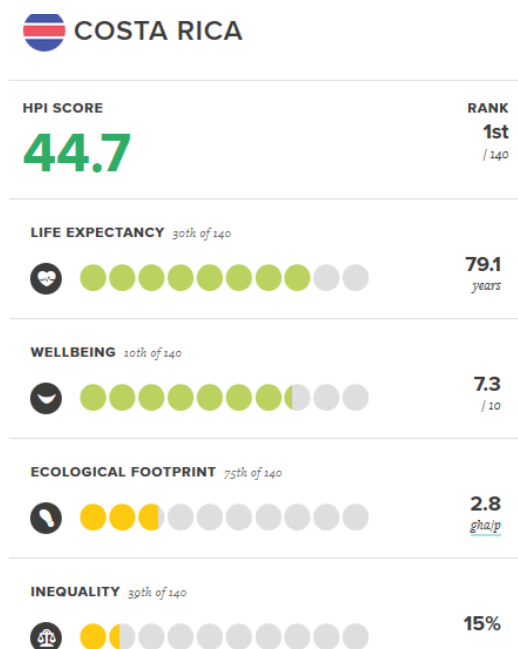 COSTA RICA
HPI SCORE
44.7
RANK
1st
/ 140
LIFE EXPECTANCY 30th of 140
79.1
years
WELLBEING 10th of 140
7.3
/ 10
ECOLOGICAL FOOTPRINT 75th of 140
2.8
gha/p
INEQUALITY 39th of 140
15%